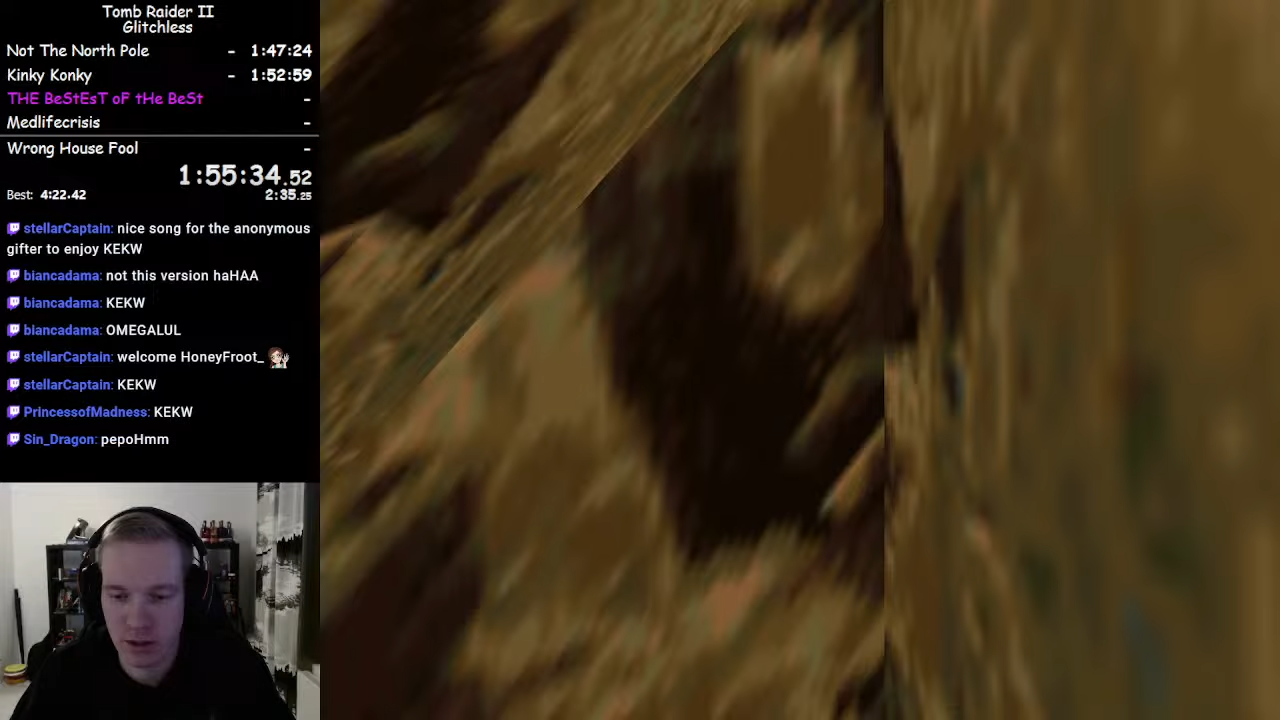 Tomb Raider II
Glitchless
Not The North Pole - 1:47:24
Kinky Konky - 1:52:59
THE BeStEsT oF tHe BeSt -
Medlifecrisis -
Wrong House Fool -
1:55:34.52
Best: 4:22.42 2:35.25
stellarCaptain: nice song for the anonymous
gifter to enjoy KEKW
biancadama: not this version haHAA
biancadama: KEKW
biancadama: OMEGALUL
stellarCaptain: welcome HoneyFroot_
stellarCaptain: KEKW
PrincessofMadness: KEKW
Sin_Dragon: pepoHmm